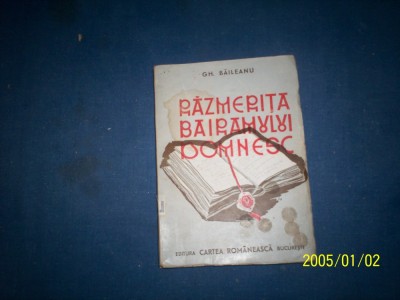 GH. BĂILEANU
RĂZMERIȚA
BAIRAMULUI
DOMNESC
EDITURA CARTEA ROMÂNEASCĂ BUCUREȘTI
2005/01/02